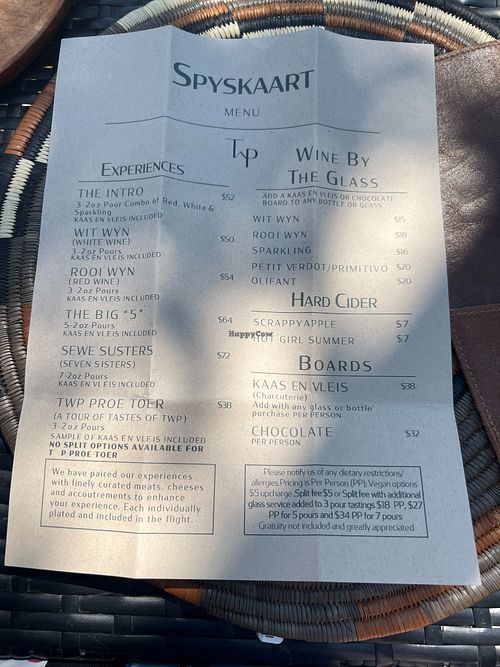 SPYSKAART
MENU
Twp
EXPERIENCES
THE INTRO $52
3-2oz Pour Combo of Red, White &
Sparkling
KAAS EN VLEIS INCLUDED
WIT WYN $50
(WHITE WINE)
3-2oz Pours
KAAS EN VLEIS INCLUDED
ROOI WYN $54
(RED WINE)
3-2oz Pours
KAAS EN VLEIS INCLUDED
THE BIG "5" $64
5-2oz Pours
KAAS EN VLEIS INCLUDED
SEWE SUSTERS $72
(SEVEN SISTERS)
7-2oz Pours
KAAS EN VLEIS INCLUDED
TWP PROE TOER $38
(A TOUR OF TASTES OF TWP)
3-2oz Pours
SAMPLE OF KAAS EN VLEIS INCLUDED
NO SPLIT OPTIONS AVAILABLE FOR
T P PROE TOER
We have paired our experiences
with finely curated meats, cheeses
and accoutrements to enhance
your experience. Each individually
plated and included in the flight.
WINE BY
THE GLASS
ADD A KAAS EN VLEIS OR CHOCOLATE
BOARD TO ANY BOTTLE OR GLASS
WIT WYN $15
ROOI WYN $18
SPARKLING $16
PETIT VERDOT/PRIMITIVO $20
OLIFANT $20
HARD CIDER
SCRAPPYAPPLE $7
HOT GIRL SUMMER $7
BOARDS
KAAS EN VLEIS $38
(Charcuterie)
Add with any glass or bottle
purchase PER PERSON
CHOCOLATE $32
PER PERSON
Please notify us of any dietary restrictions/
allergies.Pricing is Per Person (PP); Vegan options
$5 upcharge .Split fee$5 or Split fee with additional
glass service added to 3 pour tastings $18 PP, $27
PP for 5 pours and $34 PP for 7 pours
Gratuity not included and greatly appreciated
HappyCow